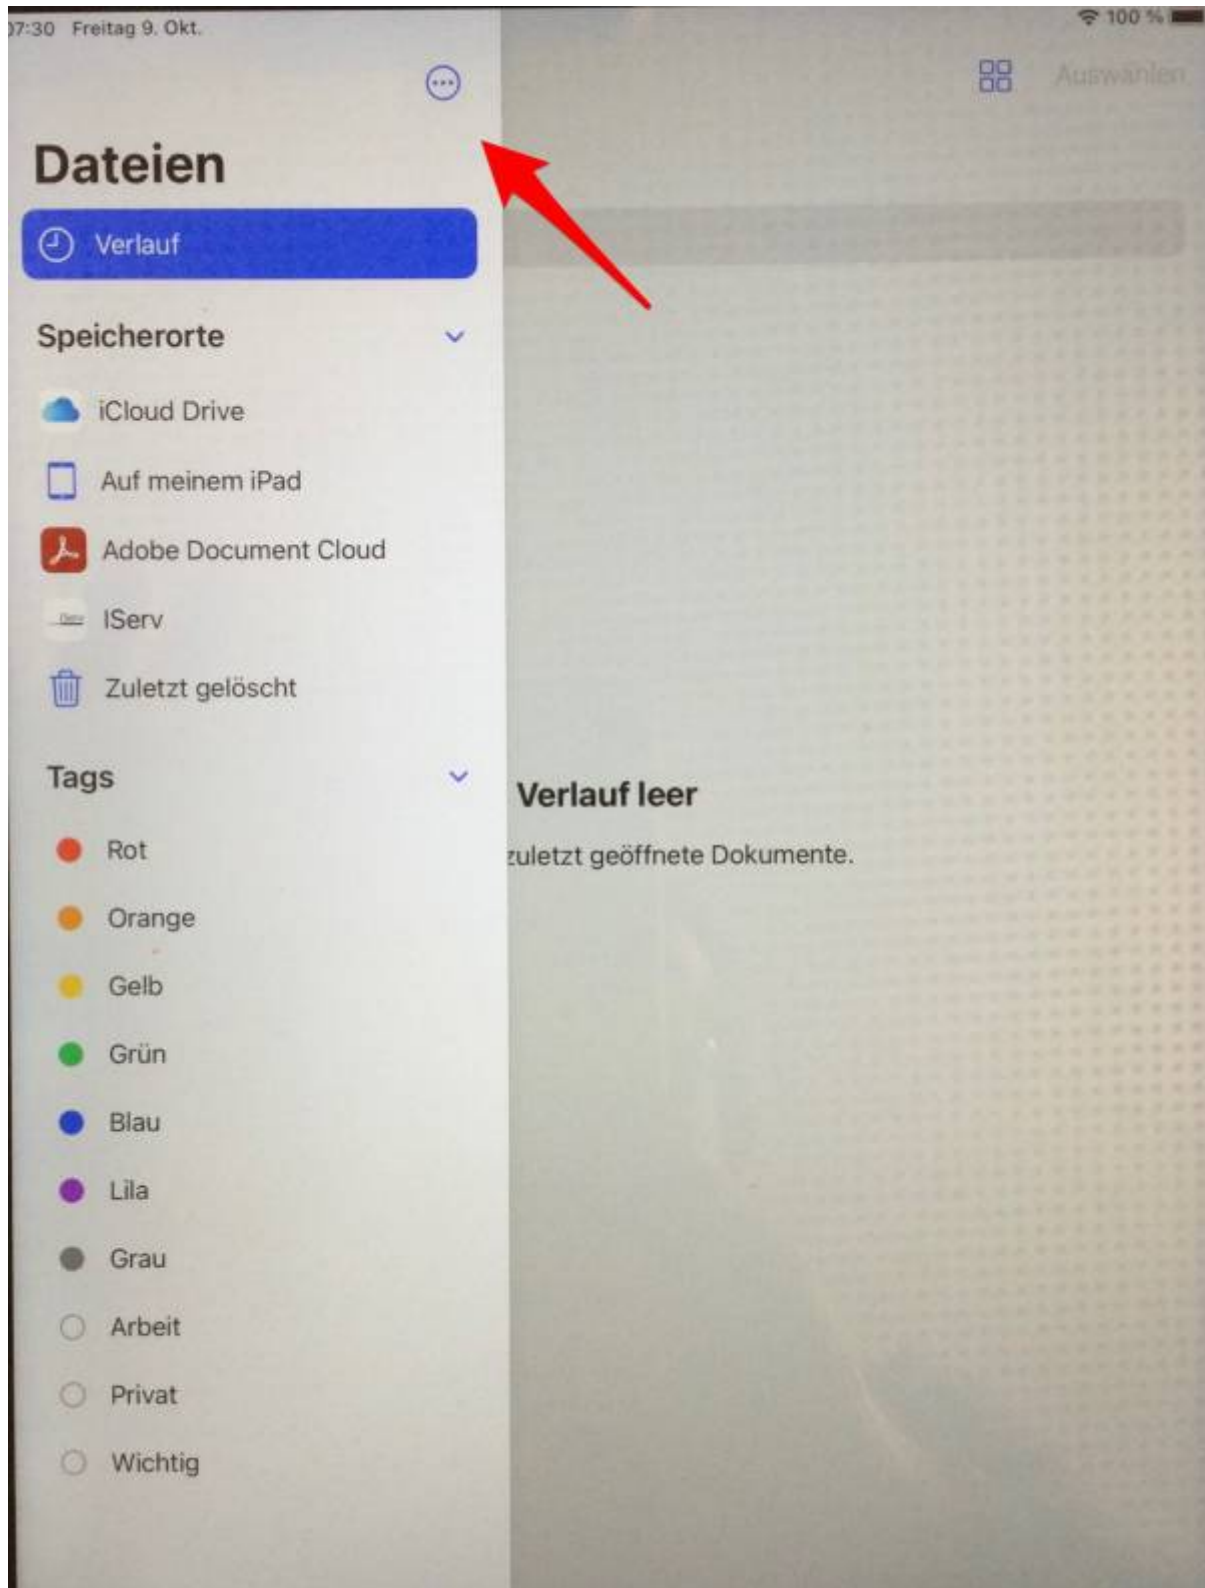 07:30 Freitag 9. Okt.
100 %
Auswählen
Dateien
Verlauf
Speicherorte
iCloud Drive
Auf meinem iPad
Adobe Document Cloud
IServ
Zuletzt gelöscht
Tags
Rot
Orange
Gelb
Grün
Blau
Lila
Grau
Arbeit
Privat
Wichtig
Verlauf leer
zuletzt geöffnete Dokumente.